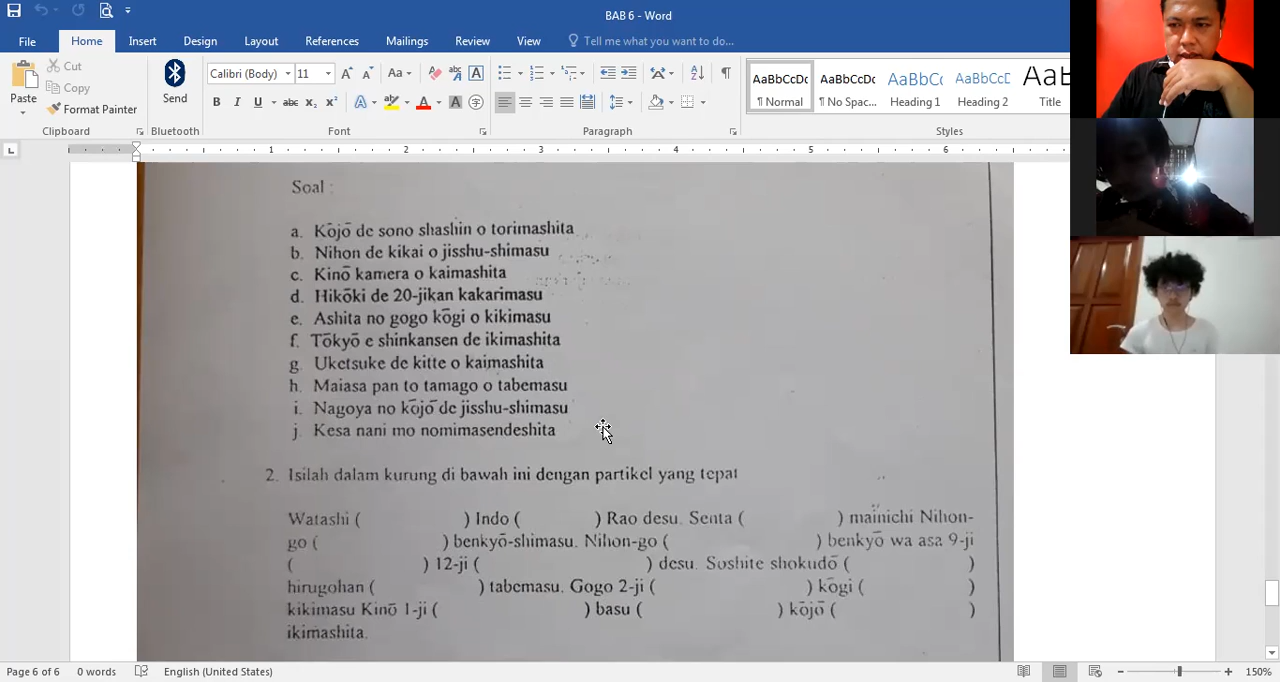 BAB 6 - Word
File Home Insert Design Layout References Mailings Review View Tell me what you want to do...
Cut
Copy
Format Painter
Paste
Send
Calibri (Body) 11
Clipboard Bluetooth Font Paragraph Styles
AaBbCcDc AaBbCcDc AaBbCc AaBbCcD AaB
¶ Normal ¶ No Spac... Heading 1 Heading 2 Title
1 2 3 4 5 6
Soal :
a. Kōjō de sono shashin o torimashita
b. Nihon de kikai o jisshu-shimasu
c. Kinō kamera o kaimashita
d. Hikōki de 20-jikan kakarimasu
e. Ashita no gogo kōgi o kikimasu
f. Tōkyō e shinkansen de ikimashita
g. Uketsuke de kitte o kaimashita
h. Maiasa pan to tamago o tabemasu
i. Nagoya no kōjō de jisshu-shimasu
j. Kesa nani mo nomimasendeshita
2. Isilah dalam kurung di bawah ini dengan partikel yang tepat
Watashi ( ) Indo ( ) Rao desu. Senta ( ) mainichi Nihon-
go ( ) benkyō-shimasu. Nihon-go ( ) benkyō wa asa 9-ji
( ) 12-ji ( ) desu. Soshite shokudō ( )
hirugohan ( ) tabemasu. Gogo 2-ji ( ) kōgi ( )
kikimasu Kinō 1-ji ( ) basu ( ) kōjō ( )
ikimashita.
Page 6 of 6 0 words English (United States) 150%